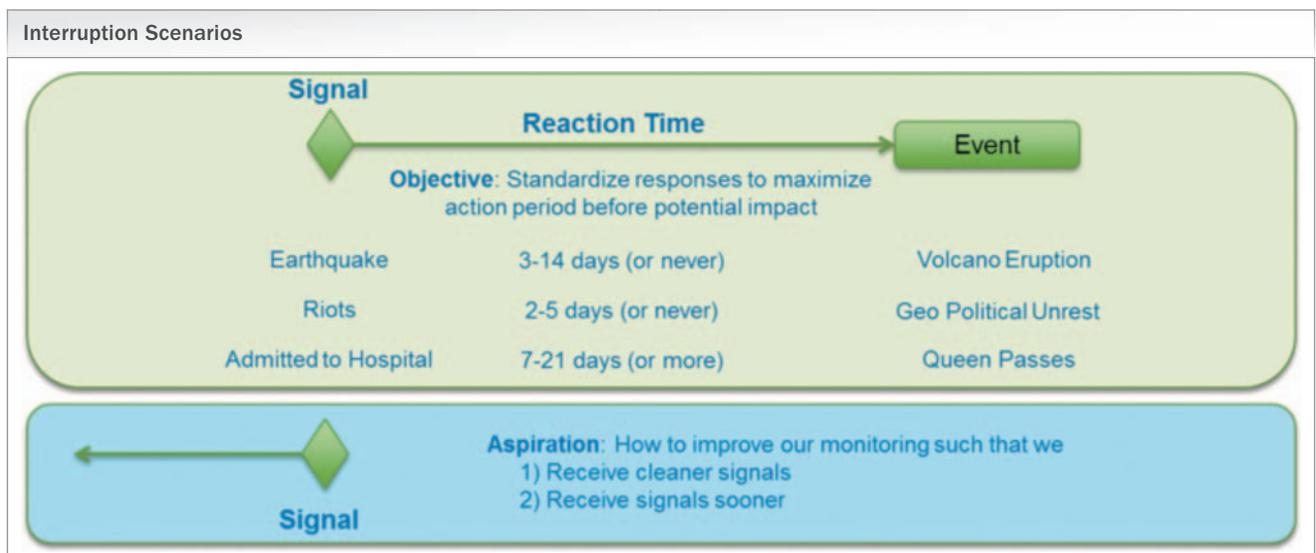 Interruption Scenarios
Signal
Reaction Time
Event
Objective: Standardize responses to maximize
action period before potential impact
Earthquake 3-14 days (or never) Volcano Eruption
Riots 2-5 days (or never) Geo Political Unrest
Admitted to Hospital 7-21 days (or more) Queen Passes
Aspiration: How to improve our monitoring such that we
1) Receive cleaner signals
2) Receive signals sooner
Signal